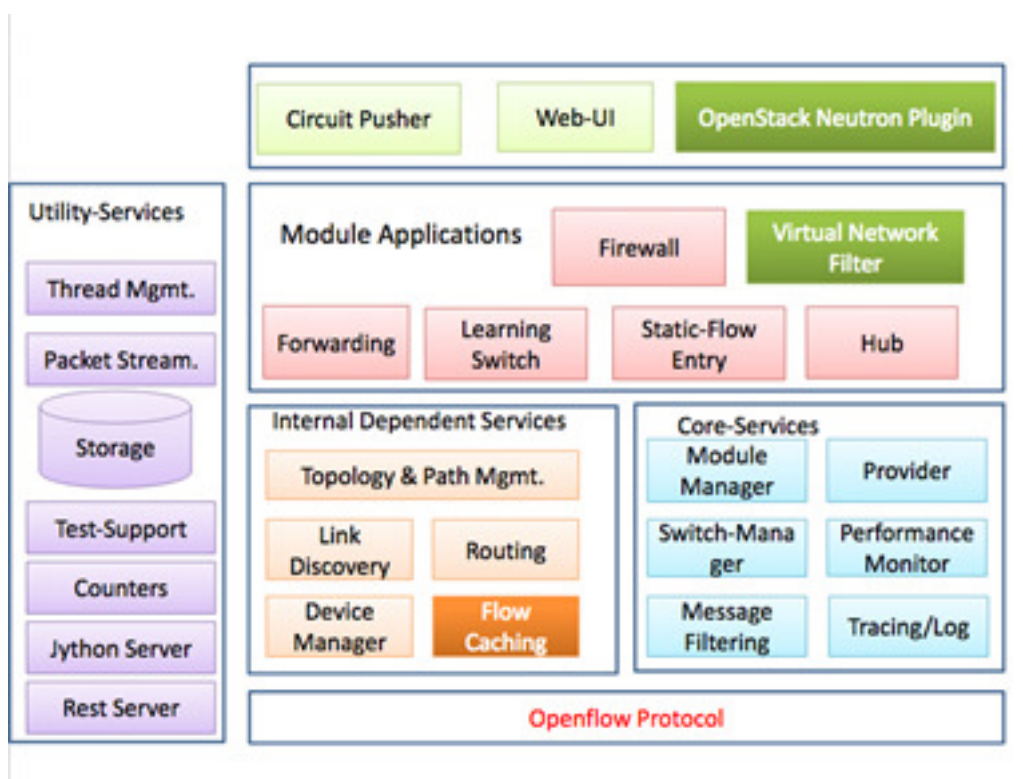 Circuit Pusher
Web-UI
OpenStack Neutron Plugin
Utility-Services
Thread Mgmt.
Packet Stream.
Storage
Test-Support
Counters
Jython Server
Rest Server
Module Applications
Firewall
Virtual Network
Filter
Forwarding
Learning
Switch
Static-Flow
Entry
Hub
Internal Dependent Services
Topology & Path Mgmt.
Link
Discovery
Routing
Device
Manager
Flow
Caching
Core-Services
Module
Manager
Provider
Switch-Mana
ger
Performance
Monitor
Message
Filtering
Tracing/Log
Openflow Protocol